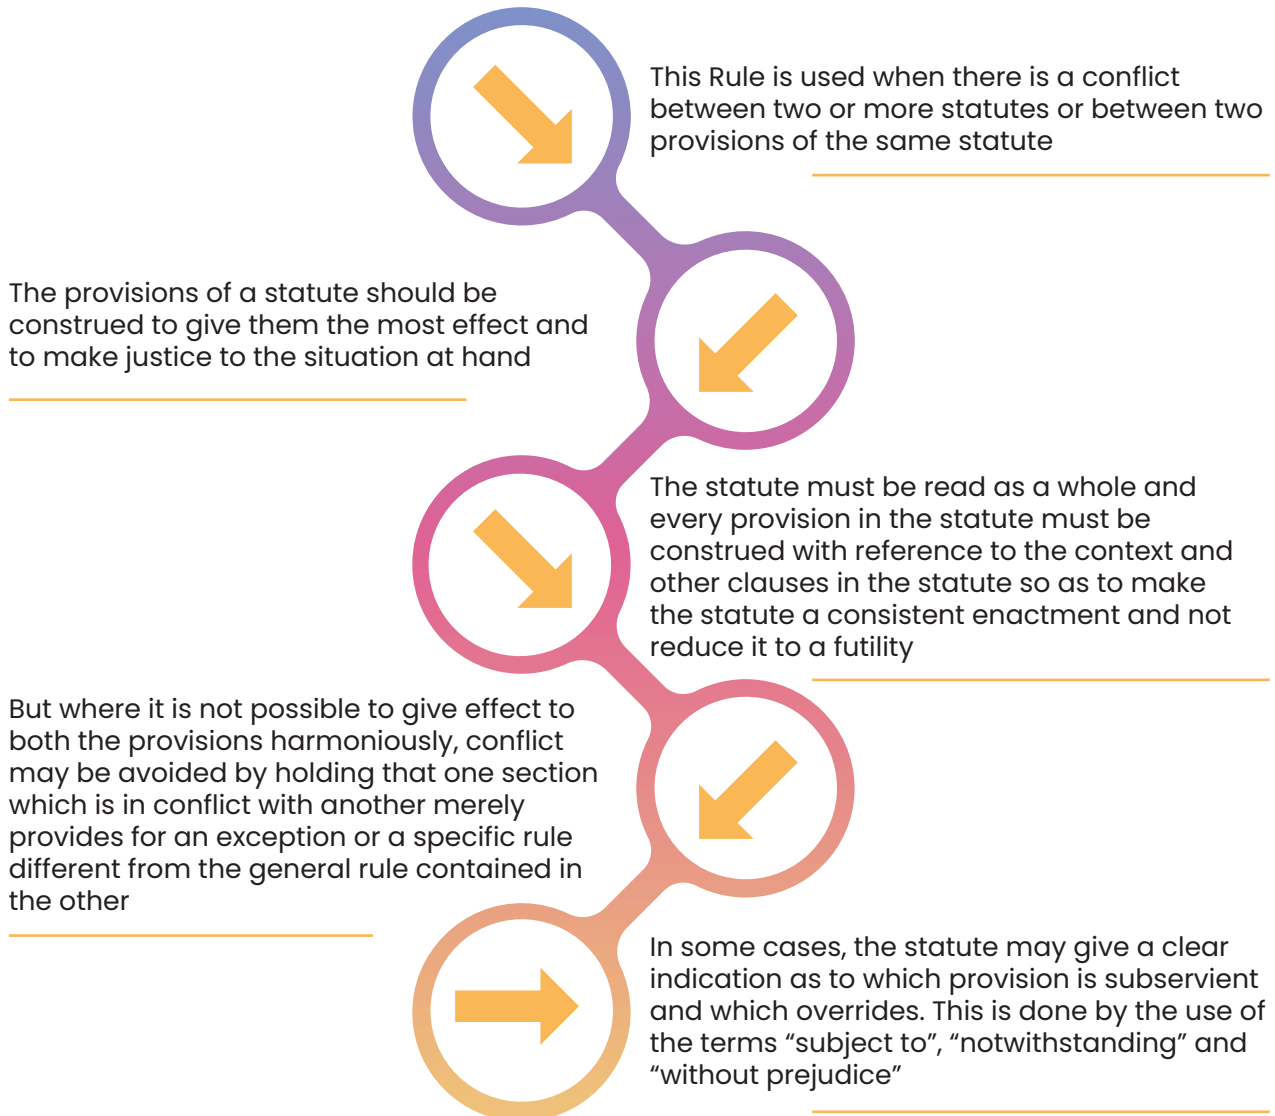 This Rule is used when there is a conflict
between two or more statutes or between two
provisions of the same statute
The provisions of a statute should be
construed to give them the most effect and
to make justice to the situation at hand
The statute must be read as a whole and
every provision in the statute must be
construed with reference to the context and
other clauses in the statute so as to make
the statute a consistent enactment and not
reduce it to a futility
But where it is not possible to give effect to
both the provisions harmoniously, conflict
may be avoided by holding that one section
which is in conflict with another merely
provides for an exception or a specific rule
different from the general rule contained in
the other
In some cases, the statute may give a clear
indication as to which provision is subservient
and which overrides. This is done by the use of
the terms “subject to”, “notwithstanding” and
“without prejudice”